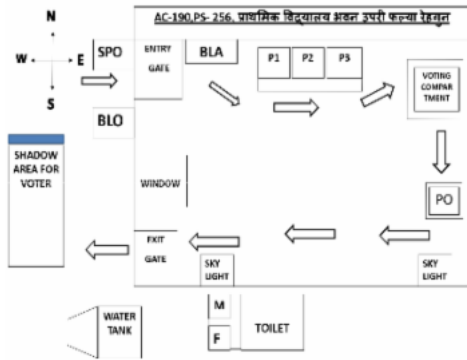 AC-190,PS- 256, प्राथमिक विद्यालय भवन उपरी फल्या रेहगुन
N
W E
S
SPO
ENTRY
GATE
BLA
P1 P2 P3
VOTING
COMPAR
TMENT
BLO
SHADOW
AREA FOR
VOTER
WINDOW
PO
EXIT
GATE
SKY
LIGHT
SKY
LIGHT
WATER
TANK
M
F
TOILET